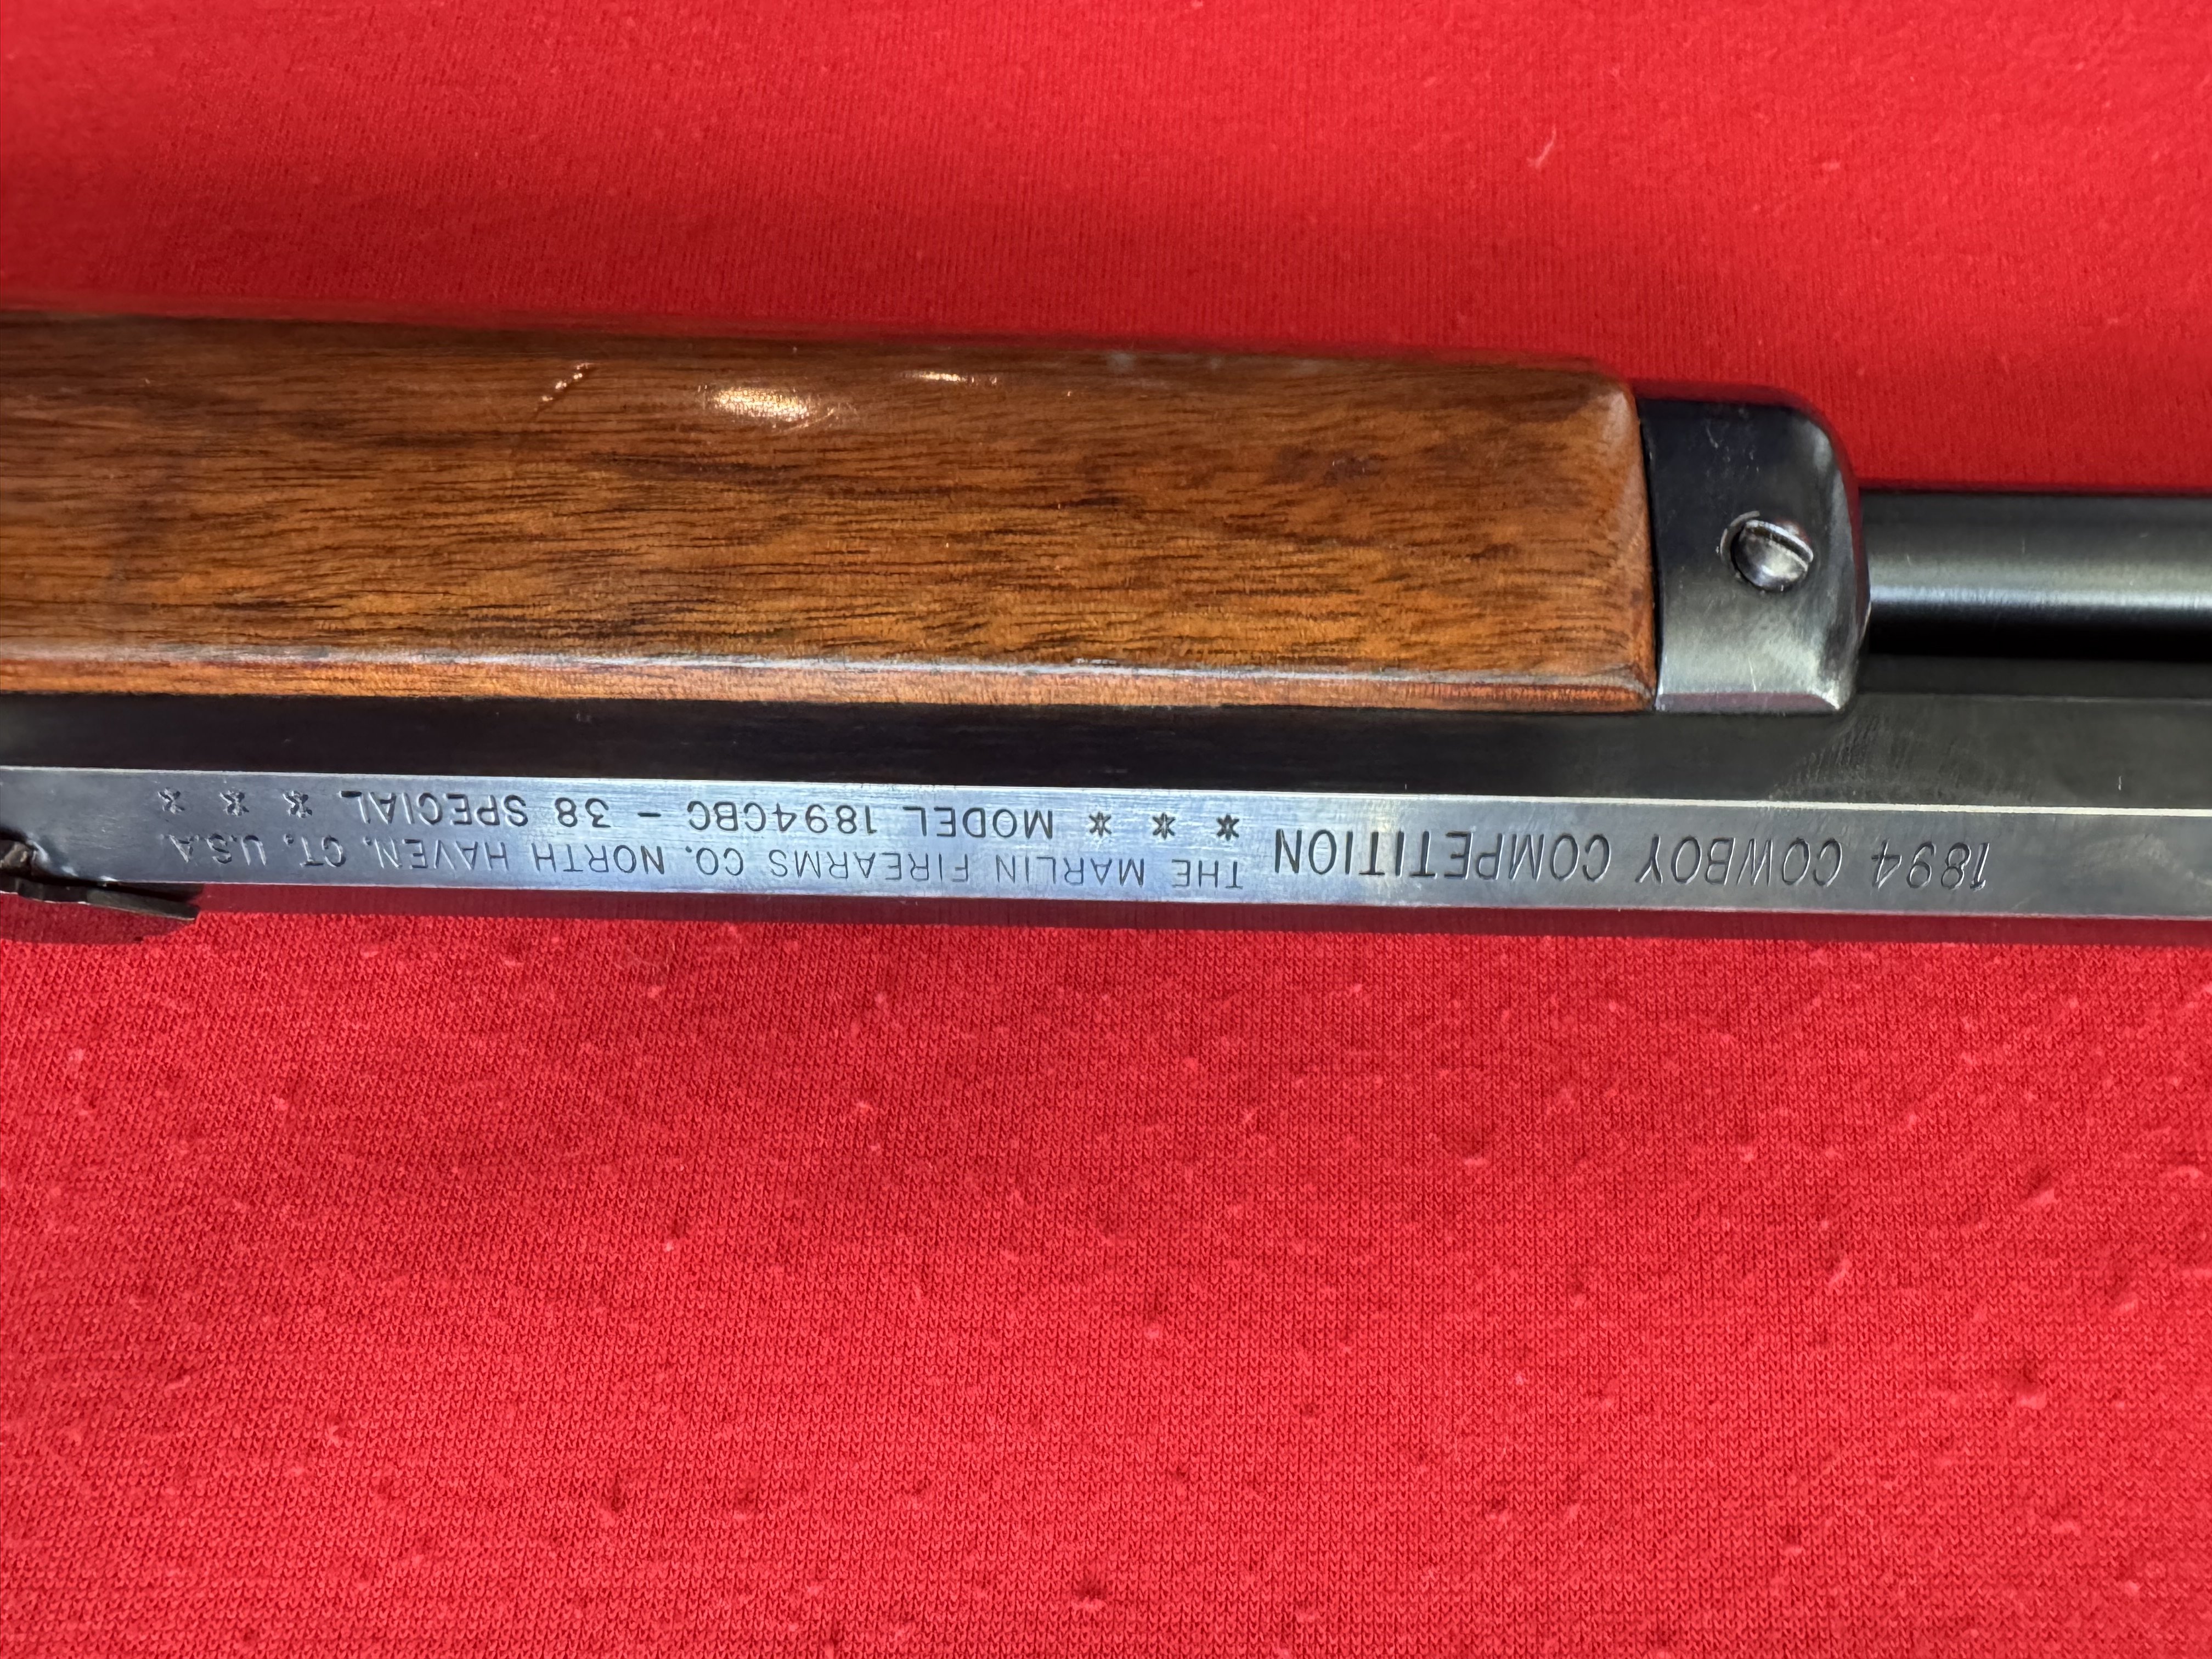 1894 COWBOY COMPETITION
THE MARLIN FIREARMS CO. NORTH HAVEN, CT. U.S.A.
* * * MODEL 1894CBC - 38 SPECIAL * * *